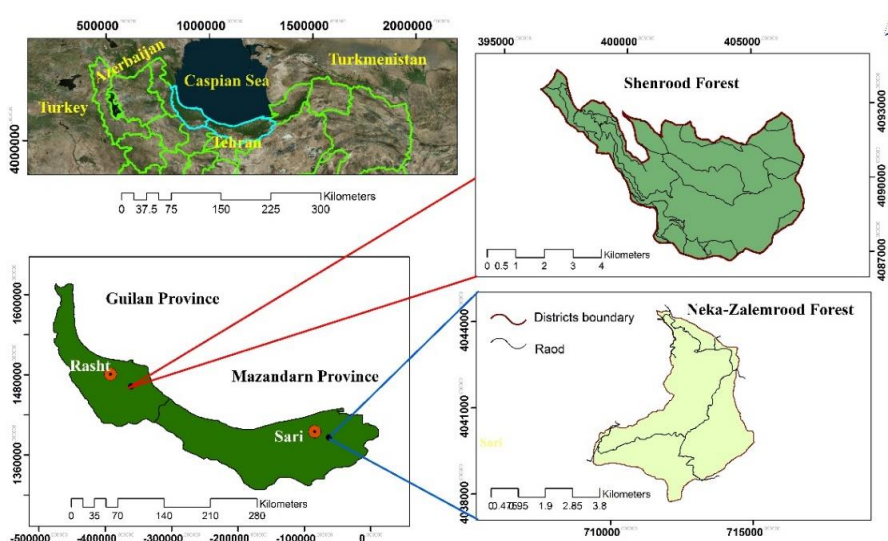 500000 1000000 1500000 2000000
Azerbaijan
Turkey
Caspian Sea
Turkmenistan
Tehran
4000000
Kilometers
0 37.5 75 150 225 300
395000 400000 405000
Shenrood Forest
4093000
4090000
4087000
Kilometers
0 0.5 1 2 3 4
Guilan Province
Rasht
Mazandarn Province
Sari
1600000
1480000
1360000
Kilometers
0 35 70 140 210 280
-500000 -400000 -300000 -200000 -100000 0
Neka-Zalemrood Forest
Districts boundary
Raod
Sari
4044000
4041000
4038000
Kilometers
0 0.4750.95 1.9 2.85 3.8
710000 715000